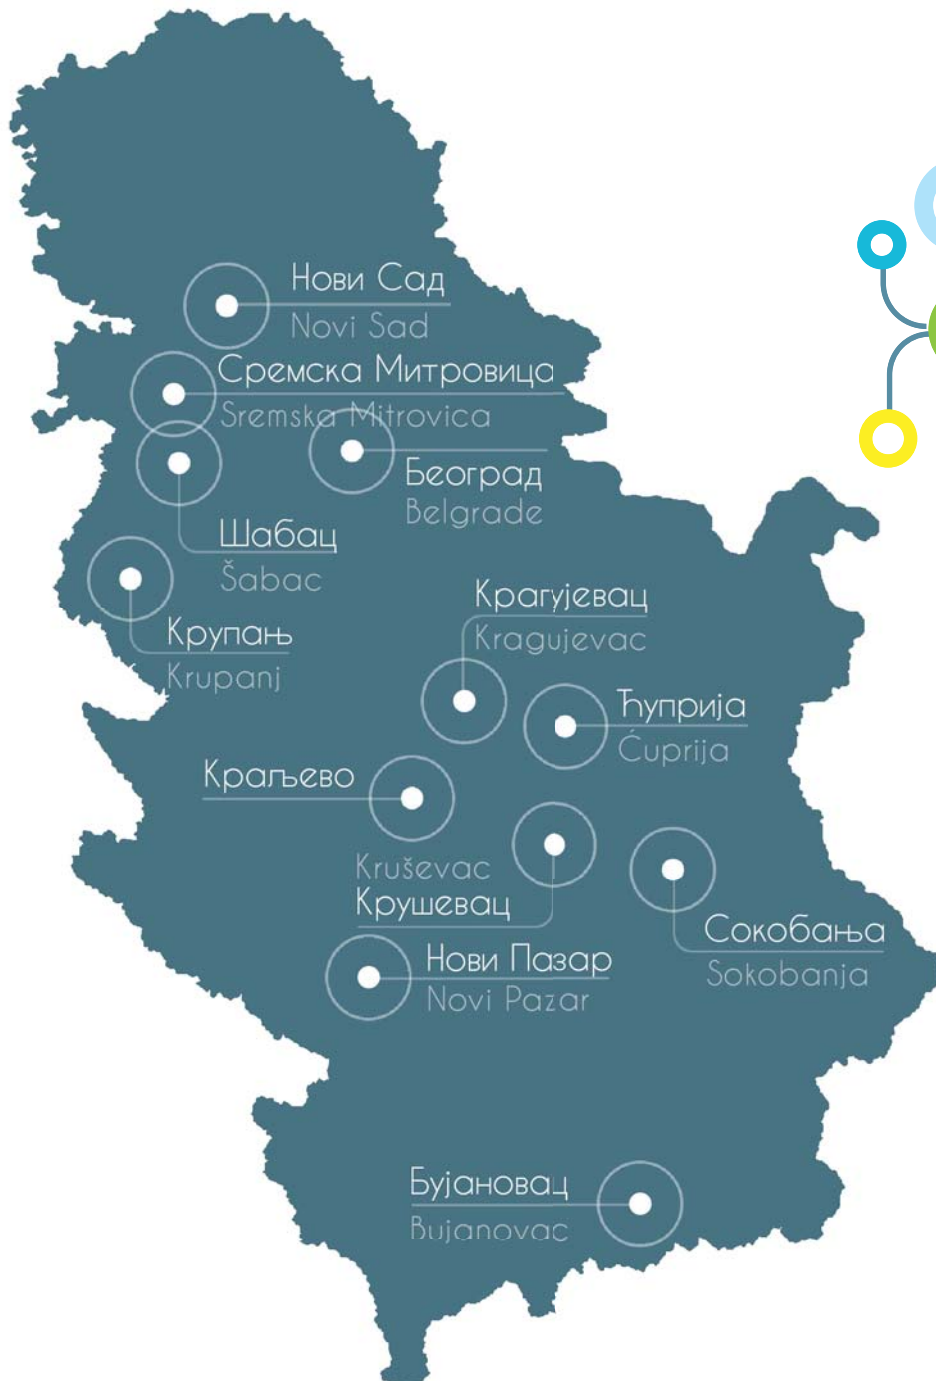 Нови Сад
Novi Sad
Сремска Митровица
Sremska Mitrovica
Београд
Belgrade
Шабац
Šabac
Крагујевац
Kragujevac
Крупањ
Krupanj
Ћуприја
Ćuprija
Краљево
Kruševac
Крушевац
Сокобања
Sokobanja
Нови Пазар
Novi Pazar
Бујановац
Bujanovac